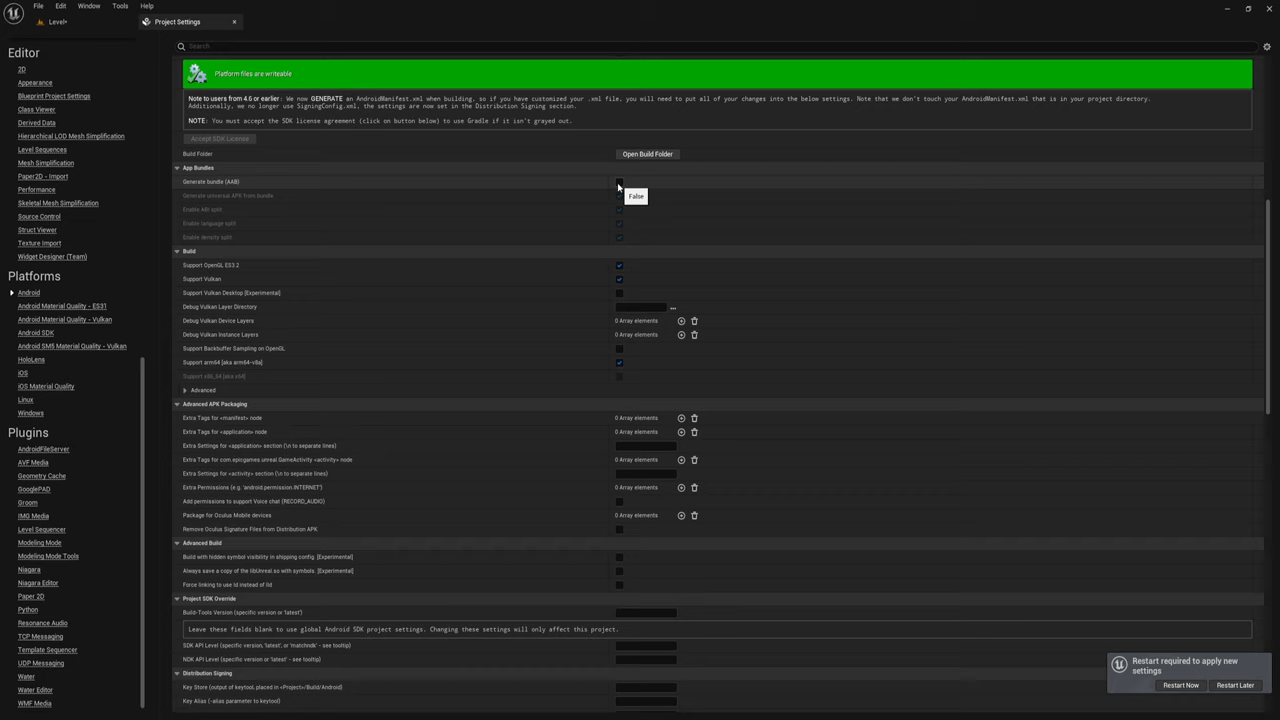 File Edit Window Tools Help
Level*
Project Settings
Search
Editor
2D
Appearance
Blueprint Project Settings
Class Viewer
Derived Data
Hierarchical LOD Mesh Simplification
Level Sequences
Mesh Simplification
Paper2D - Import
Performance
Skeletal Mesh Simplification
Source Control
Struct Viewer
Texture Import
Widget Designer (Team)
Platforms
Android
Android Material Quality - ES31
Android Material Quality - Vulkan
Android SDK
Android SM5 Material Quality - Vulkan
HoloLens
iOS
iOS Material Quality
Linux
Windows
Plugins
AndroidFileServer
AVF Media
Geometry Cache
GooglePAD
Groom
IMG Media
Level Sequencer
Modeling Mode
Modeling Mode Tools
Niagara
Niagara Editor
Paper 2D
Python
Resonance Audio
TCP Messaging
Template Sequencer
UDP Messaging
Water
Water Editor
WMF Media
Platform files are writeable
Note to users from 4.6 or earlier: We now GENERATE an AndroidManifest.xml when building, so if you have customized your .xml file, you will need to put all of your changes into the below settings. Note that we don't touch your AndroidManifest.xml that is in your project directory.
Additionally, we no longer use SigningConfig.xml, the settings are now set in the Distribution Signing section.
NOTE: You must accept the SDK license agreement (click on button below) to use Gradle if it isn't grayed out.
Accept SDK License
Build Folder Open Build Folder
App Bundles
Generate bundle (AAB)
False
Generate universal APK from bundle
Enable ABI split
Enable language split
Enable density split
Build
Support OpenGL ES3.2
Support Vulkan
Support Vulkan Desktop [Experimental]
Debug Vulkan Layer Directory ...
Debug Vulkan Device Layers 0 Array elements
Debug Vulkan Instance Layers 0 Array elements
Support Backbuffer Sampling on OpenGL
Support arm64 [aka arm64-v8a]
Support x86_64 [aka x64]
Advanced
Advanced APK Packaging
Extra Tags for <manifest> node 0 Array elements
Extra Tags for <application> node 0 Array elements
Extra Settings for <application> section (\n to separate lines)
Extra Tags for com.epicgames.unreal.GameActivity <activity> node 0 Array elements
Extra Settings for <activity> section (\n to separate lines)
Extra Permissions (e.g. 'android.permission.INTERNET') 0 Array elements
Add permissions to support Voice chat (RECORD_AUDIO)
Package for Oculus Mobile devices 0 Array elements
Remove Oculus Signature Files from Distribution APK
Advanced Build
Build with hidden symbol visibility in shipping config. [Experimental]
Always save a copy of the libUnreal.so with symbols. [Experimental]
Force linking to use ld instead of lld
Project SDK Override
Build-Tools Version (specific version or 'latest')
Leave these fields blank to use global Android SDK project settings. Changing these settings will only affect this project.
SDK API Level (specific version, 'latest', or 'matchndk' - see tooltip)
NDK API Level (specific version or 'latest' - see tooltip)
Distribution Signing
Key Store (output of keytool, placed in <Project>/Build/Android)
Key Alias (-alias parameter to keytool)
Restart required to apply new
settings
Restart Now Restart Later